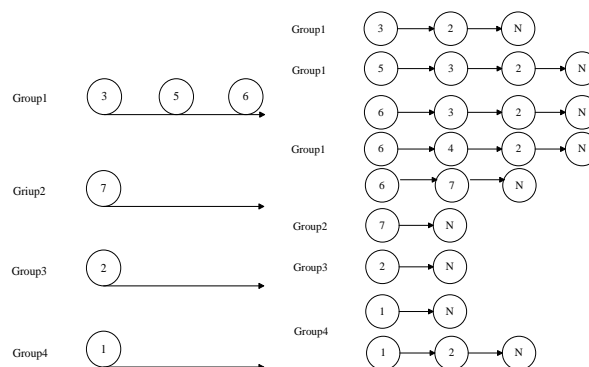 Group1
3 2 N
Group1
5 3 2 N
Group1
3 5 6
6 3 2 N
Group1
6 4 2 N
6 7 N
Griup2
7
Group2
7 N
Group3
2
Group3
2 N
Group4
1 N
1 2 N
Group4
1